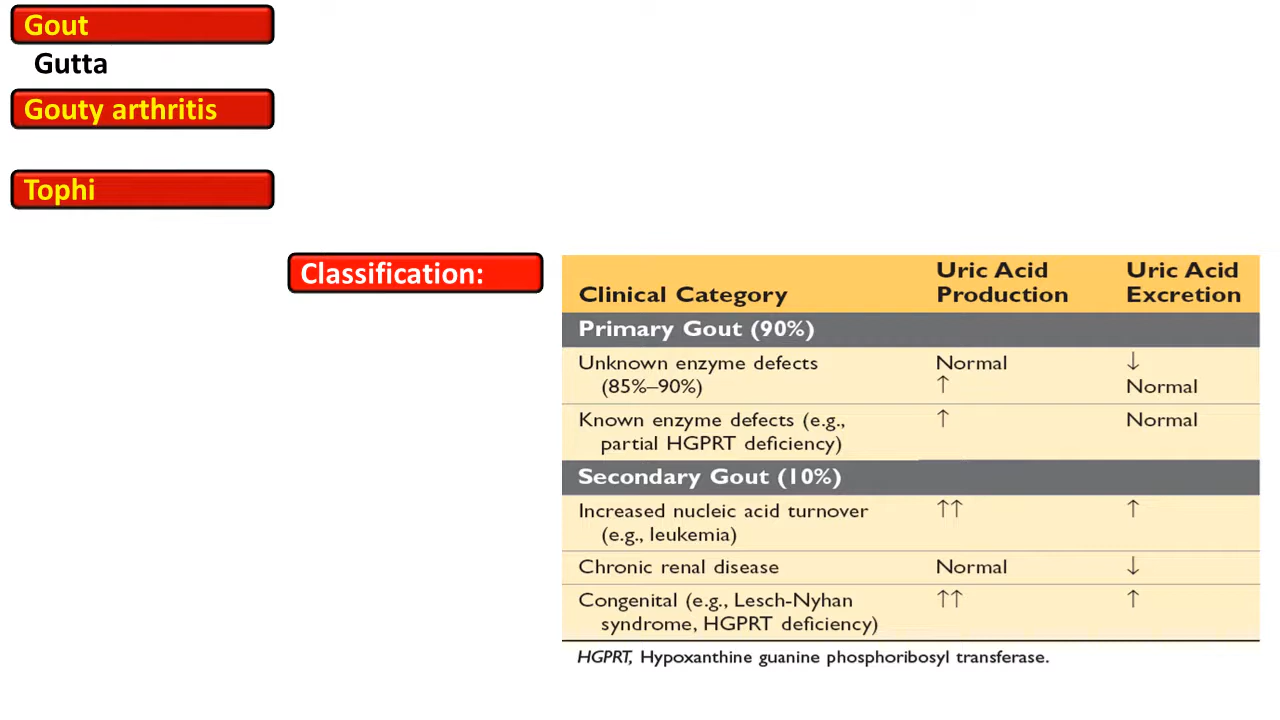 Gout
Gutta
Gouty arthritis
Tophi
Classification:
Clinical Category Uric Acid Production Uric Acid Excretion
Primary Gout (90%)
Unknown enzyme defects Normal ↓
(85%–90%) ↑ Normal
Known enzyme defects (e.g., ↑ Normal
partial HGPRT deficiency)
Secondary Gout (10%)
Increased nucleic acid turnover ↑↑ ↑
(e.g., leukemia)
Chronic renal disease Normal ↓
Congenital (e.g., Lesch-Nyhan ↑↑ ↑
syndrome, HGPRT deficiency)
HGPRT, Hypoxanthine guanine phosphoribosyl transferase.